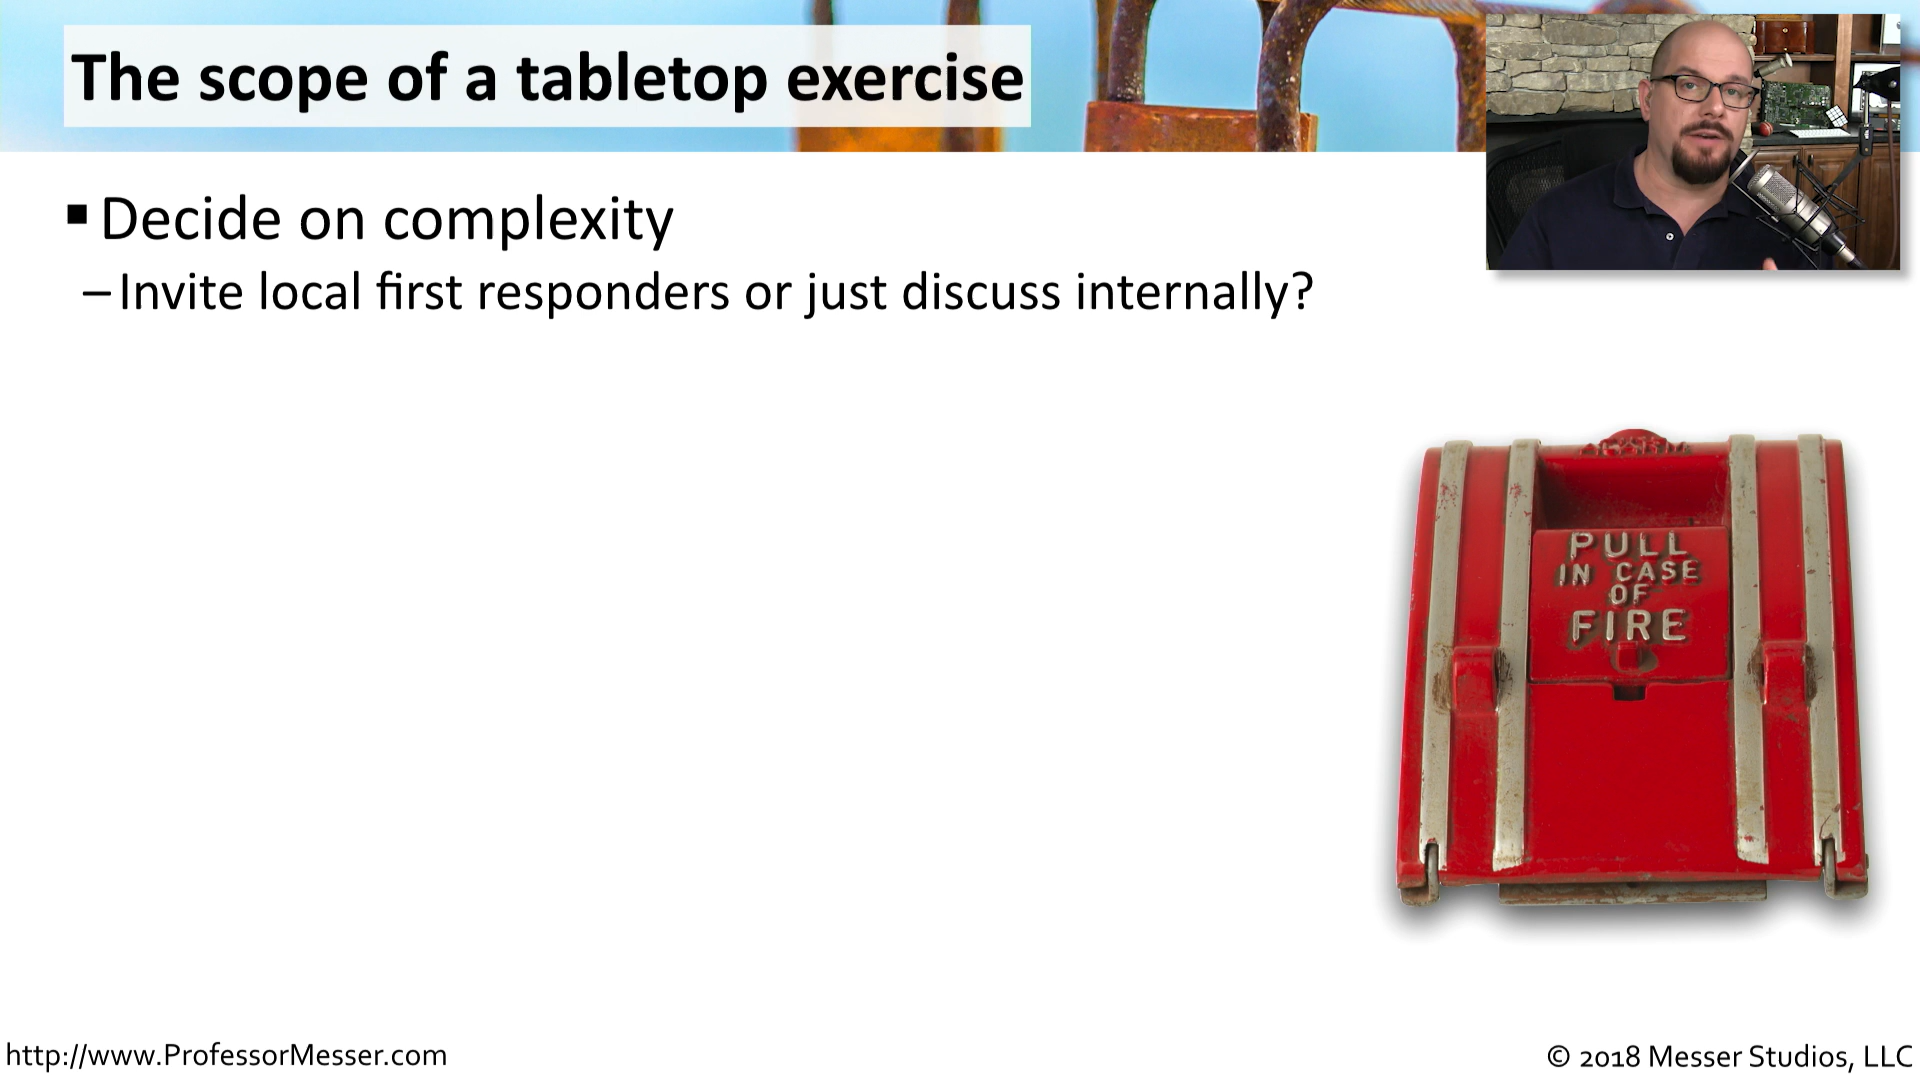 The scope of a tabletop exercise
▪ Decide on complexity
– Invite local first responders or just discuss internally?
PULL
IN CASE
OF
FIRE
http://www.ProfessorMesser.com
© 2018 Messer Studios, LLC